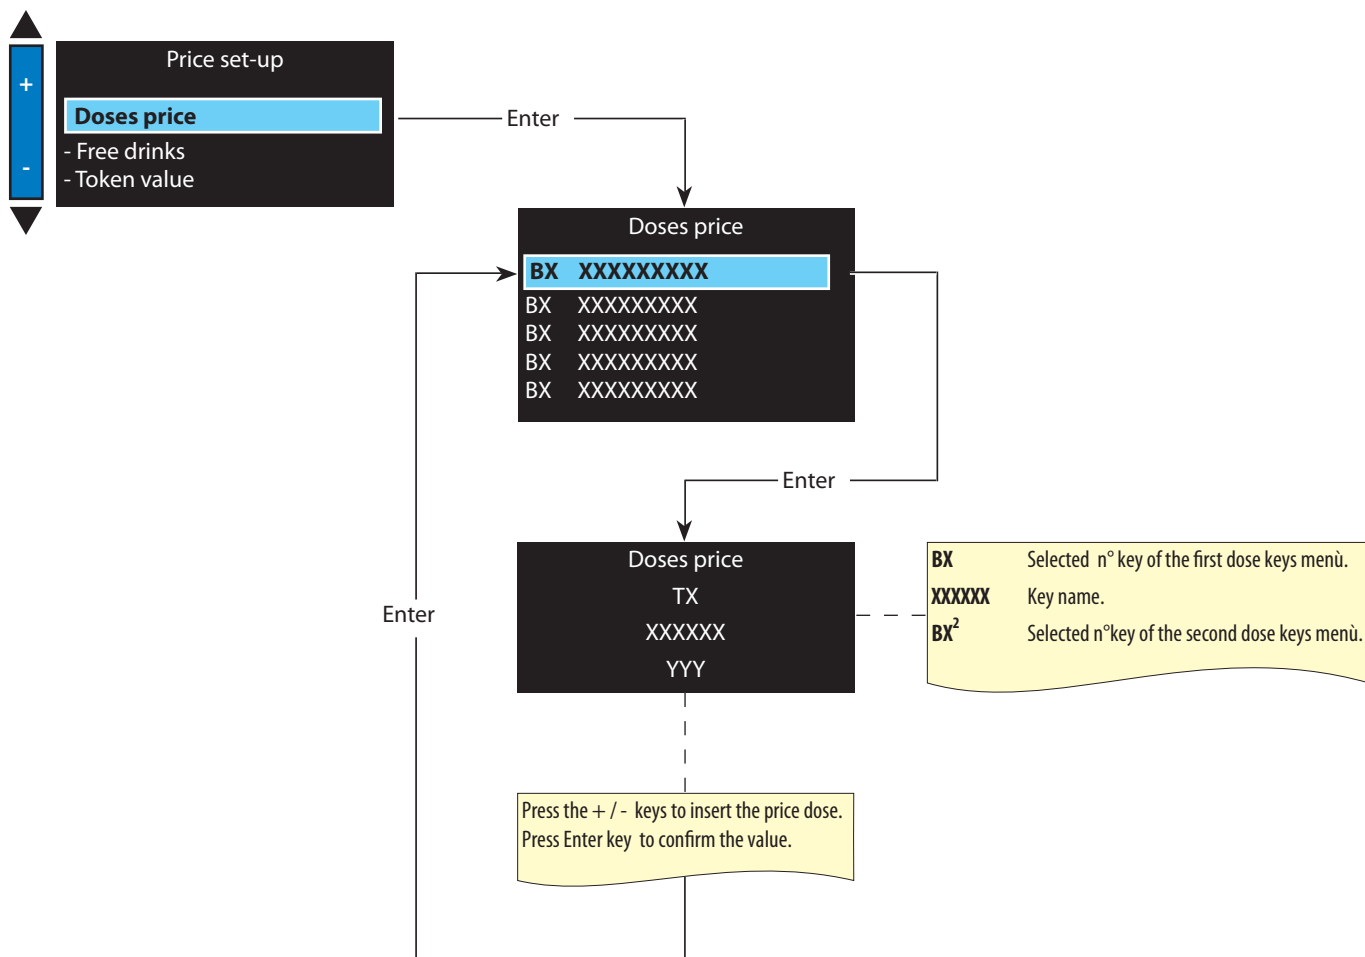 +
-
Price set-up
Doses price
- Free drinks
- Token value
Enter
Doses price
BX XXXXXXXXX
BX XXXXXXXXX
BX XXXXXXXXX
BX XXXXXXXXX
BX XXXXXXXXX
Enter
Doses price
TX
XXXXXX
YYY
BX Selected n° key of the first dose keys menù.
XXXXXX Key name.
BX² Selected n°key of the second dose keys menù.
Enter
Press the + / - keys to insert the price dose.
Press Enter key to confirm the value.